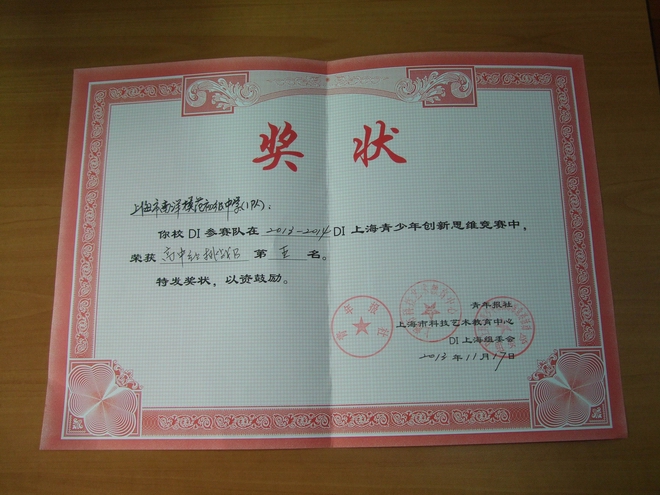 奖状
上海市南洋模范初级中学(1队):
你校 DI 参赛队在 2013-2014 DI 上海青少年创新思维竞赛中,
荣获 初中组挑战B 第 五 名。
特发奖状,以资鼓励。
青年报社
上海市科技艺术教育中心
DI 上海组委会
2013 年 11 月 17 日
青年报社